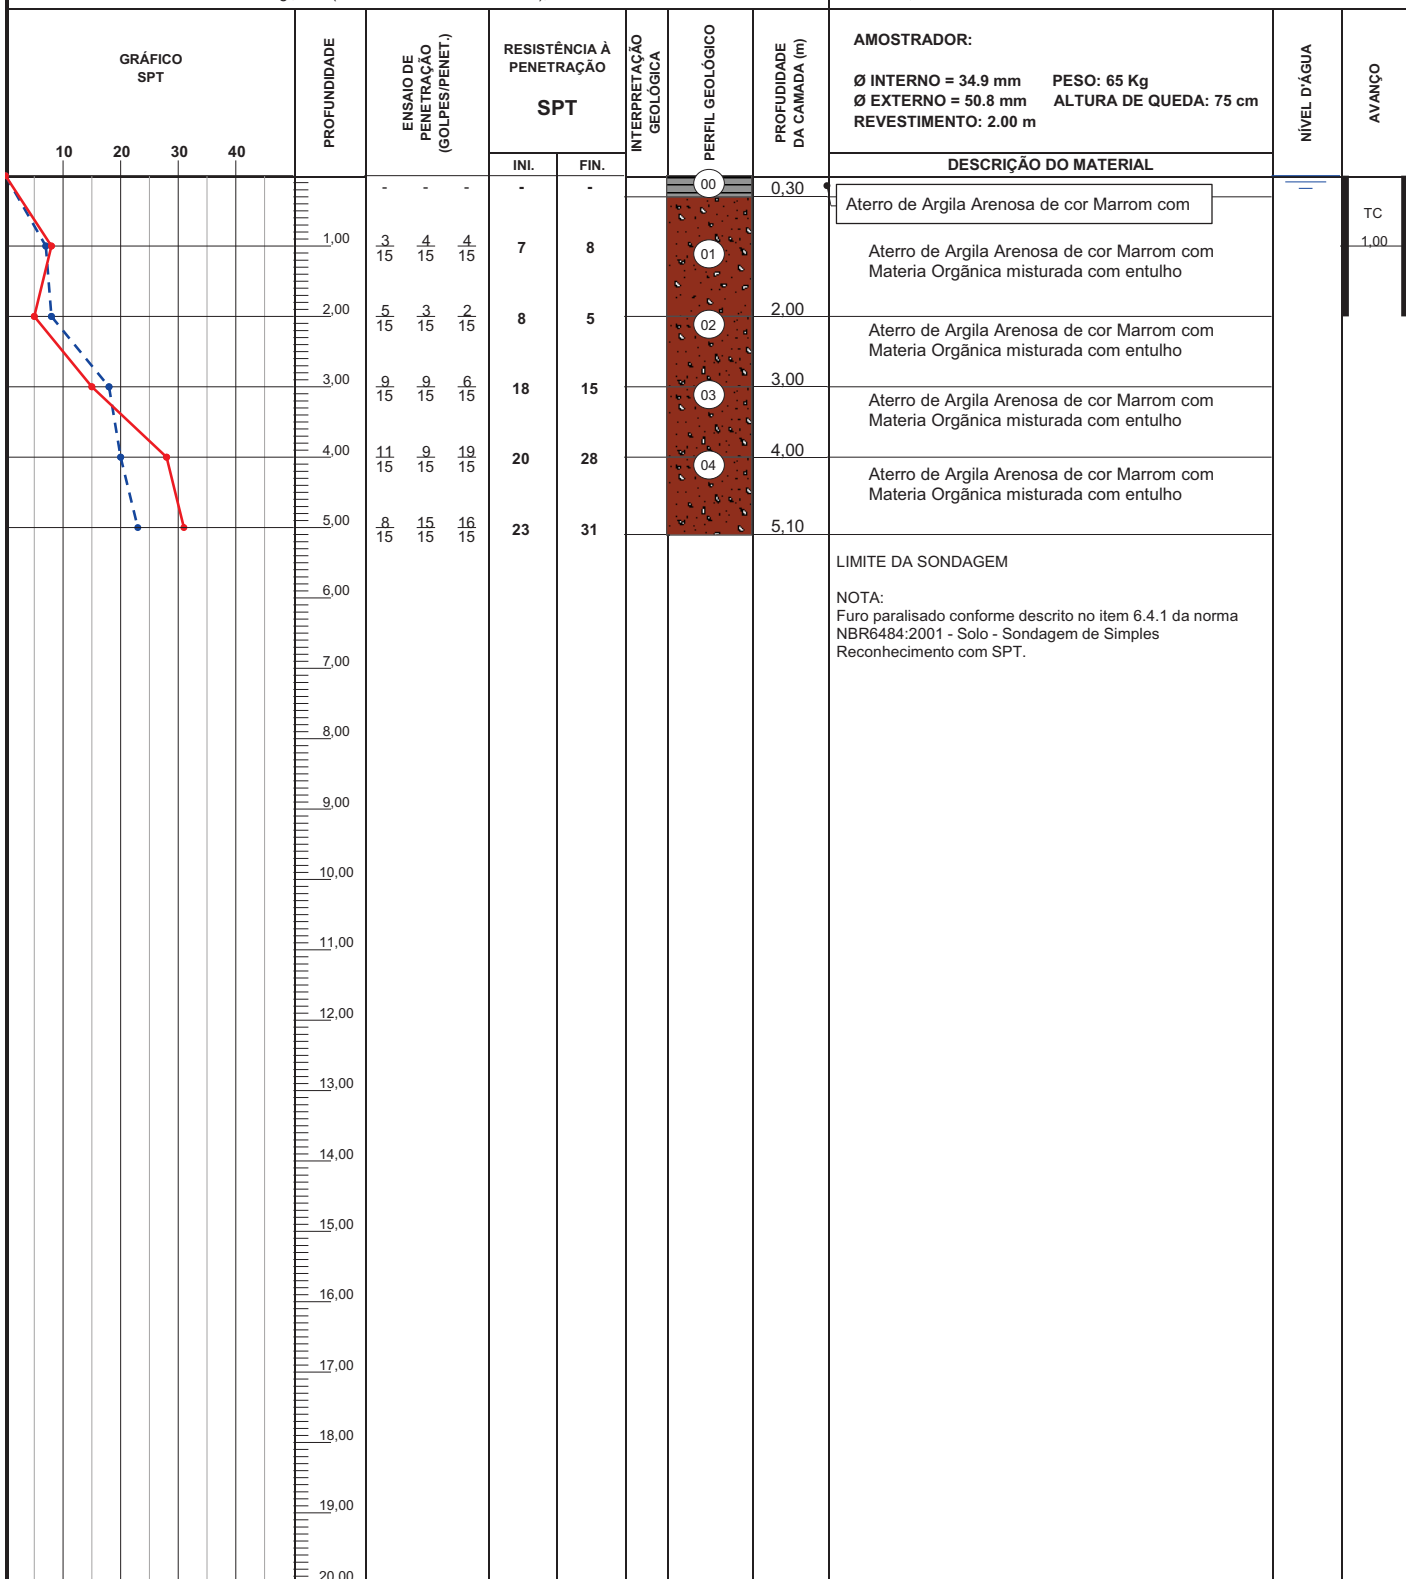 GRÁFICO
SPT
10 20 30 40
PROFUNDIDADE
ENSAIO DE
PENETRAÇÃO
(GOLPES/PENET.)
RESISTÊNCIA À
PENETRAÇÃO
SPT
INI. FIN.
INTERPRETAÇÃO
GEOLÓGICA
PERFIL GEOLÓGICO
PROFUDIDADE
DA CAMADA (m)
AMOSTRADOR:
Ø INTERNO = 34.9 mm PESO: 65 Kg
Ø EXTERNO = 50.8 mm ALTURA DE QUEDA: 75 cm
REVESTIMENTO: 2.00 m
DESCRIÇÃO DO MATERIAL
NÍVEL D'ÁGUA
AVANÇO
- - - - - 00 0,30
Aterro de Argila Arenosa de cor Marrom com
TC
1,00
1,00 3/15 4/15 4/15 7 8 01
Aterro de Argila Arenosa de cor Marrom com
Materia Orgãnica misturada com entulho
2,00 5/15 3/15 2/15 8 5 02 2,00
Aterro de Argila Arenosa de cor Marrom com
Materia Orgãnica misturada com entulho
3,00 9/15 9/15 6/15 18 15 03 3,00
Aterro de Argila Arenosa de cor Marrom com
Materia Orgãnica misturada com entulho
4,00 11/15 9/15 19/15 20 28 04 4,00
Aterro de Argila Arenosa de cor Marrom com
Materia Orgãnica misturada com entulho
5,00 8/15 15/15 16/15 23 31 5,10
LIMITE DA SONDAGEM
NOTA:
Furo paralisado conforme descrito no item 6.4.1 da norma
NBR6484:2001 - Solo - Sondagem de Simples
Reconhecimento com SPT.
6,00
7,00
8,00
9,00
10,00
11,00
12,00
13,00
14,00
15,00
16,00
17,00
18,00
19,00
20,00